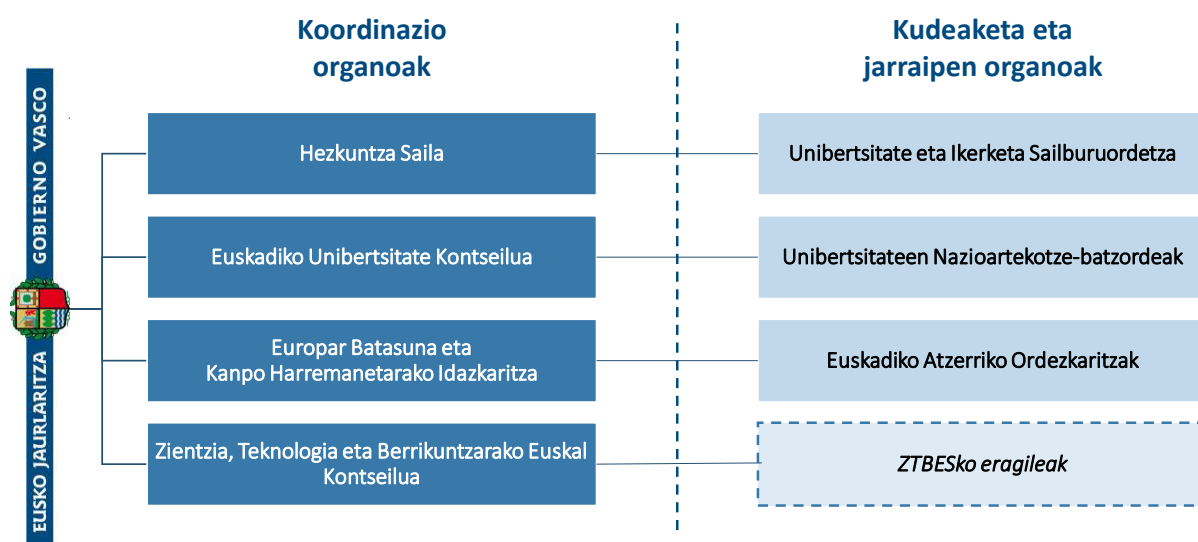 Koordinazio
organoak
Kudeaketa eta
jarraipen organoak
EUSKO JAURLARITZA
GOBIERNO VASCO
Hezkuntza Saila
Unibertsitate eta Ikerketa Sailburuordetza
Euskadiko Unibertsitate Kontseilua
Unibertsitateen Nazioartekotze-batzordeak
Europar Batasuna eta
Kanpo Harremanetarako Idazkaritza
Euskadiko Atzerriko Ordezkaritzak
Zientzia, Teknologia eta Berrikuntzarako Euskal
Kontseilua
ZTBESko eragileak